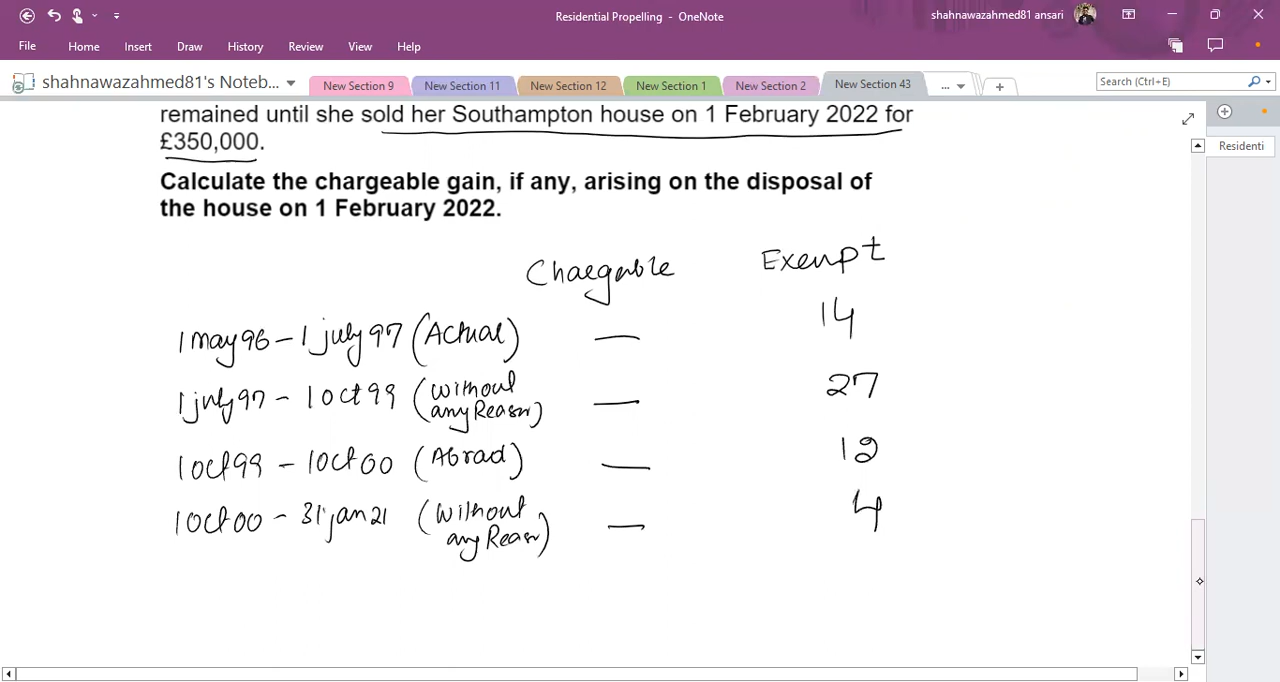 Residential Propelling - OneNote
shahnawazahmed81 ansari
File Home Insert Draw History Review View Help
shahnawazahmed81's Noteb... New Section 9 New Section 11 New Section 12 New Section 1 New Section 2 New Section 43 ... + Search (Ctrl+E)
Residenti
remained until she sold her Southampton house on 1 February 2022 for
£350,000.
Calculate the chargeable gain, if any, arising on the disposal of
the house on 1 February 2022.
Chaegable Exenpt
1 may 96 - 1 july 97 (Actual) — 14
1 july 97 - 1 Oct 99 (without any Reason) — 27
1 Oct 99 - 1 Oct 00 (Abrad) — 12
1 Oct 00 - 31 jan 21 (without any Reason) — 4